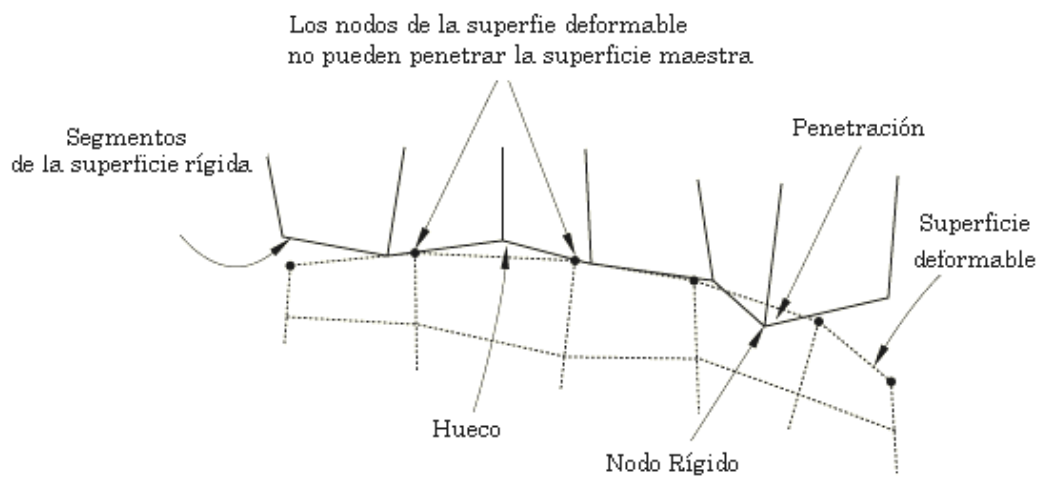 Los nodos de la superfie deformable
no pueden penetrar la superficie maestra
Segmentos
de la superficie rígida
Penetración
Superficie
deformable
Hueco
Nodo Rígido